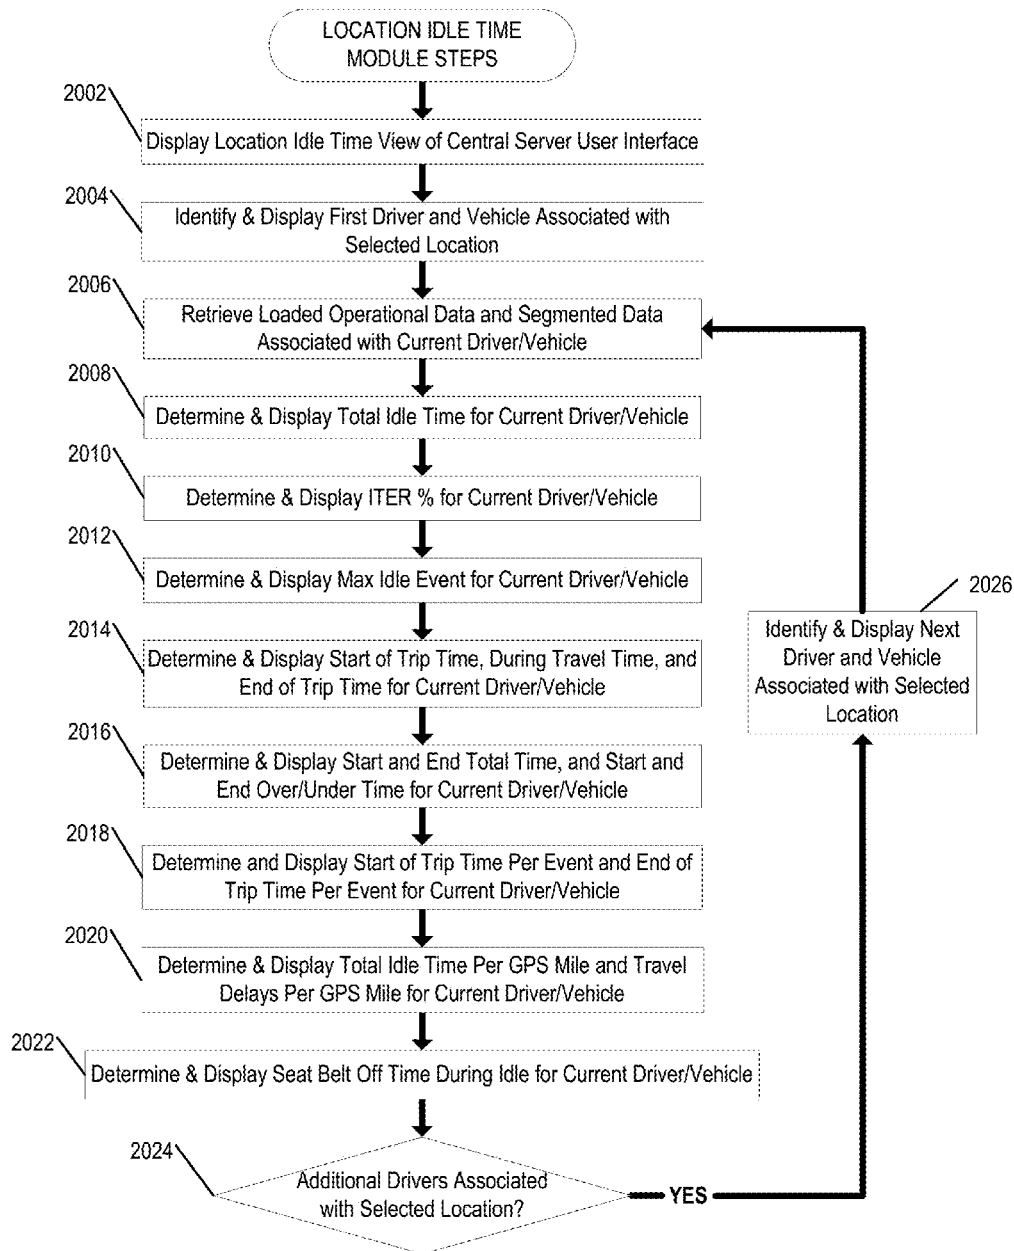 LOCATION IDLE TIME
MODULE STEPS
2002
Display Location Idle Time View of Central Server User Interface
2004
Identify & Display First Driver and Vehicle Associated with
Selected Location
2006
Retrieve Loaded Operational Data and Segmented Data
Associated with Current Driver/Vehicle
2008
Determine & Display Total Idle Time for Current Driver/Vehicle
2010
Determine & Display ITER % for Current Driver/Vehicle
2012
Determine & Display Max Idle Event for Current Driver/Vehicle
2014
Determine & Display Start of Trip Time, During Travel Time, and
End of Trip Time for Current Driver/Vehicle
2016
Determine & Display Start and End Total Time, and Start and
End Over/Under Time for Current Driver/Vehicle
2018
Determine and Display Start of Trip Time Per Event and End of
Trip Time Per Event for Current Driver/Vehicle
2020
Determine & Display Total Idle Time Per GPS Mile and Travel
Delays Per GPS Mile for Current Driver/Vehicle
2022
Determine & Display Seat Belt Off Time During Idle for Current Driver/Vehicle
2024
Additional Drivers Associated
with Selected Location?
YES
2026
Identify & Display Next
Driver and Vehicle
Associated with Selected
Location